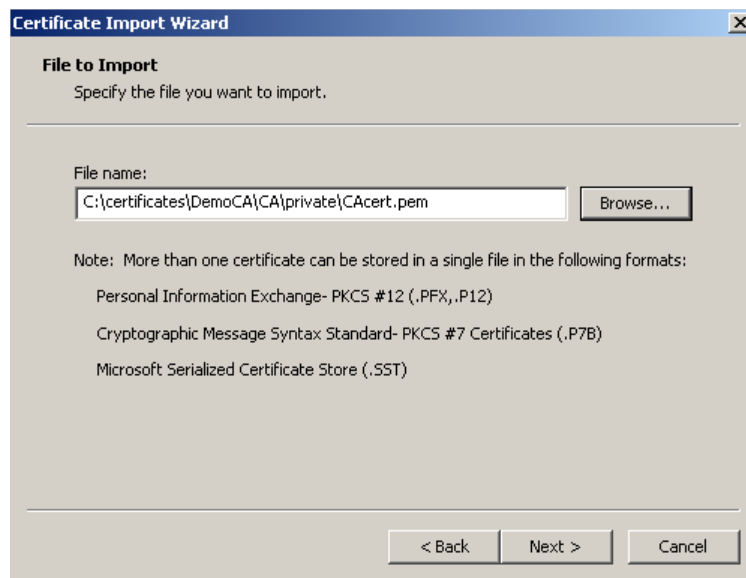 Certificate Import Wizard
File to Import
Specify the file you want to import.
File name:
C:\certificates\DemoCA\CA\private\CAcert.pem
Browse...
Note: More than one certificate can be stored in a single file in the following formats:
Personal Information Exchange- PKCS #12 (.PFX,.P12)
Cryptographic Message Syntax Standard- PKCS #7 Certificates (.P7B)
Microsoft Serialized Certificate Store (.SST)
< Back
Next >
Cancel